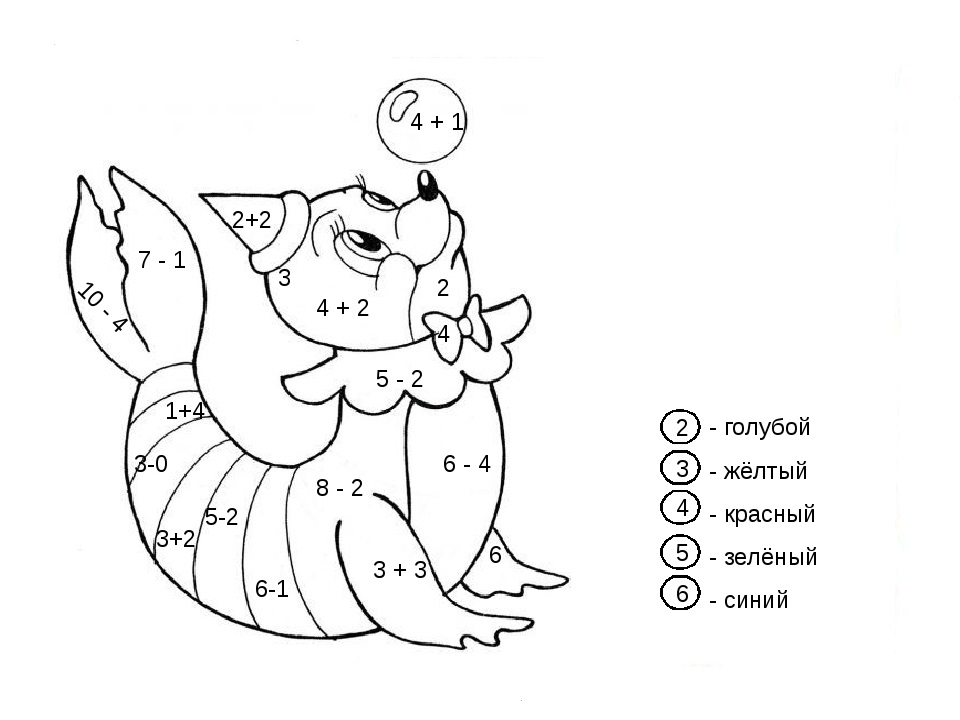 4 + 1
2+2
7 - 1
3
2
10 - 4
4 + 2
4
5 - 2
1+4
3-0
6 - 4
8 - 2
5-2
3+2
6
3 + 3
6-1
2 - голубой
3 - жёлтый
4 - красный
5 - зелёный
6 - синий